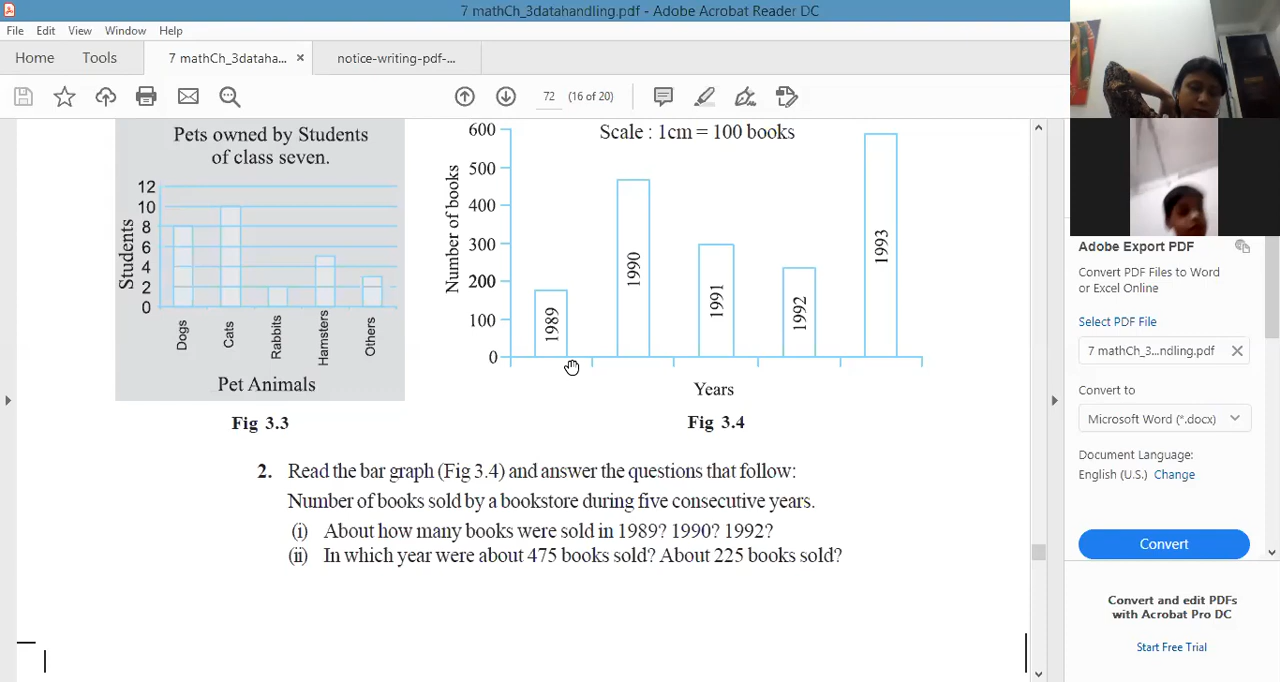 7 mathCh_3datahandling.pdf - Adobe Acrobat Reader DC
File Edit View Window Help
Home Tools 7 mathCh_3dataha... × notice-writing-pdf-...
72 (16 of 20)
Pets owned by Students
of class seven.
12
10
8
6
4
2
0
Students
Dogs
Cats
Rabbits
Hamsters
Others
Pet Animals
Fig 3.3
Scale : 1cm = 100 books
600
500
400
300
200
100
0
Number of books
1989
1990
1991
1992
1993
Years
Fig 3.4
2. Read the bar graph (Fig 3.4) and answer the questions that follow:
Number of books sold by a bookstore during five consecutive years.
(i) About how many books were sold in 1989? 1990? 1992?
(ii) In which year were about 475 books sold? About 225 books sold?
Adobe Export PDF
Convert PDF Files to Word
or Excel Online
Select PDF File
7 mathCh_3...ndling.pdf ×
Convert to
Microsoft Word (*.docx)
Document Language:
English (U.S.) Change
Convert
Convert and edit PDFs
with Acrobat Pro DC
Start Free Trial